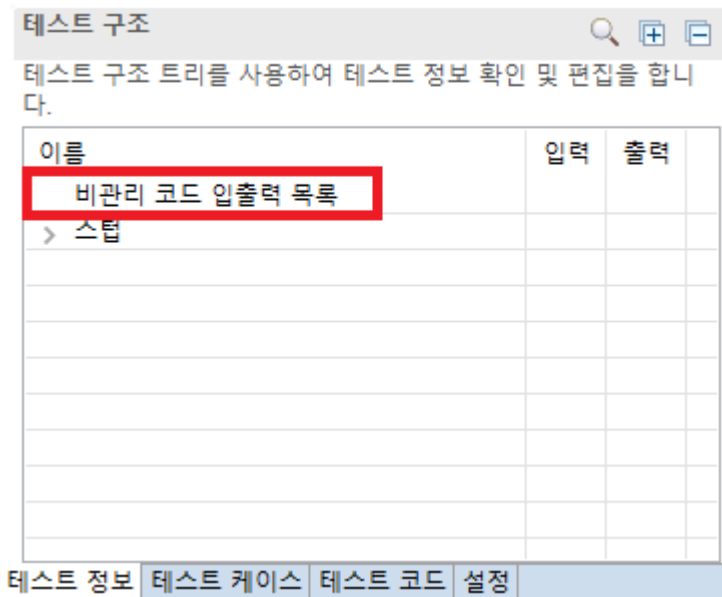 테스트 구조
테스트 구조 트리를 사용하여 테스트 정보 확인 및 편집을 합니
다.
이름 입력 출력
비관리 코드 입출력 목록
스텁
테스트 정보 테스트 케이스 테스트 코드 설정